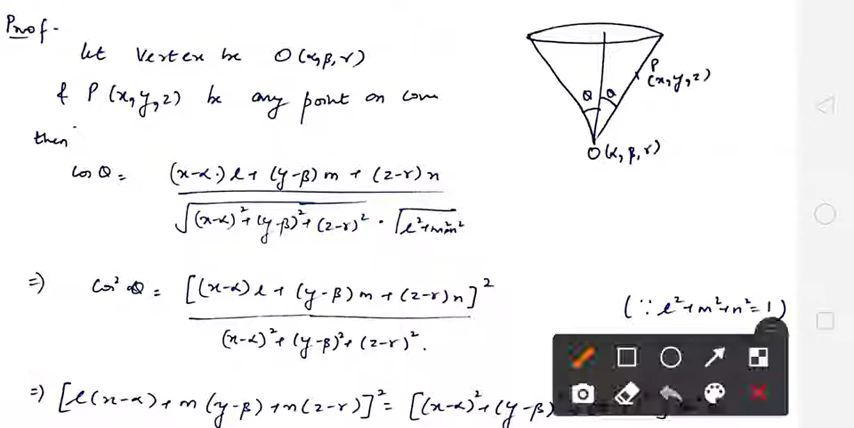 Proof -
let vertex be O(α,β,r)
& P(x,y,z) be any point on cone
then
cos θ = (x-α) l + (y-β) m + (z-r) n / √(x-α)²+(y-β)²+(z-r)² · √l²+m²+n²
=) cos² θ = [(x-α) l + (y-β) m + (z-r) n]² / (x-α)²+(y-β)²+(z-r)².
(∵ l²+m²+n²=1)
=) [l(x-α)+m(y-β)+n(z-r)]² = [(x-α)²+(y-β)
θ θ
P
(x,y,z)
O(α,β,r)